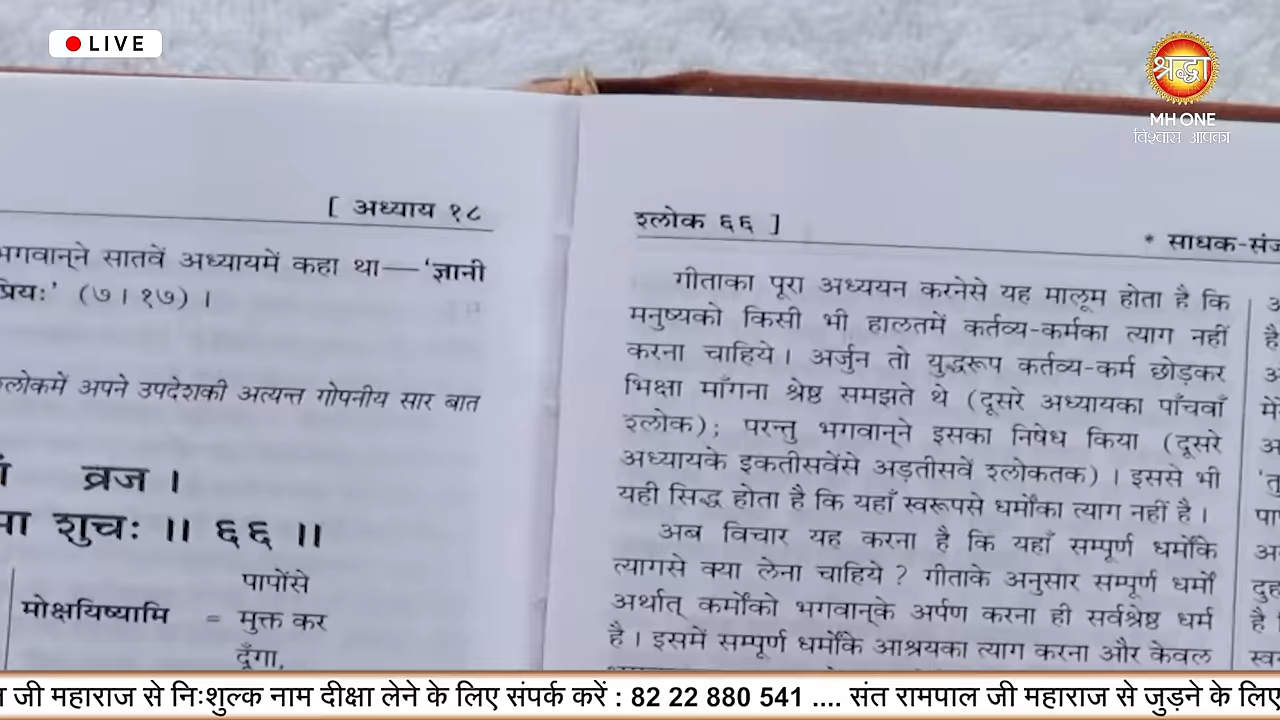 LIVE
श्रद्धा
MH ONE
विश्वास आपका
[ अध्याय १८
भगवान्‌ने सातवें अध्यायमें कहा था—'ज्ञानी
प्रियः' (७।१७)।
श्लोकमें अपने उपदेशकी अत्यन्त गोपनीय सार बात
व्रज।
शुचः॥६६॥
पापोंसे
मोक्षयिष्यामि = मुक्त कर
दूँगा,
श्लोक ६६ ]
* साधक-
गीताका पूरा अध्ययन करनेसे यह मालूम होता है कि
मनुष्यको किसी भी हालतमें कर्तव्य-कर्मका त्याग नहीं
करना चाहिये। अर्जुन तो युद्धरूप कर्तव्य-कर्म छोड़कर
भिक्षा माँगना श्रेष्ठ समझते थे (दूसरे अध्यायका पाँचवाँ
श्लोक); परन्तु भगवान्‌ने इसका निषेध किया (दूसरे
अध्यायके इकतीसवेंसे अड़तीसवें श्लोकतक)। इससे भी
यही सिद्ध होता है कि यहाँ स्वरूपसे धर्मोंका त्याग नहीं है।
अब विचार यह करना है कि यहाँ सम्पूर्ण धर्मोंके
त्यागसे क्या लेना चाहिये? गीताके अनुसार सम्पूर्ण धर्मों
अर्थात् कर्मोंको भगवान्‌के अर्पण करना ही सर्वश्रेष्ठ धर्म
है। इसमें सम्पूर्ण धर्मोंके आश्रयका त्याग करना और केवल
जी महाराज से निःशुल्क नाम दीक्षा लेने के लिए संपर्क करें : 82 22 880 541 .... संत रामपाल जी महाराज से जुड़ने के लिए